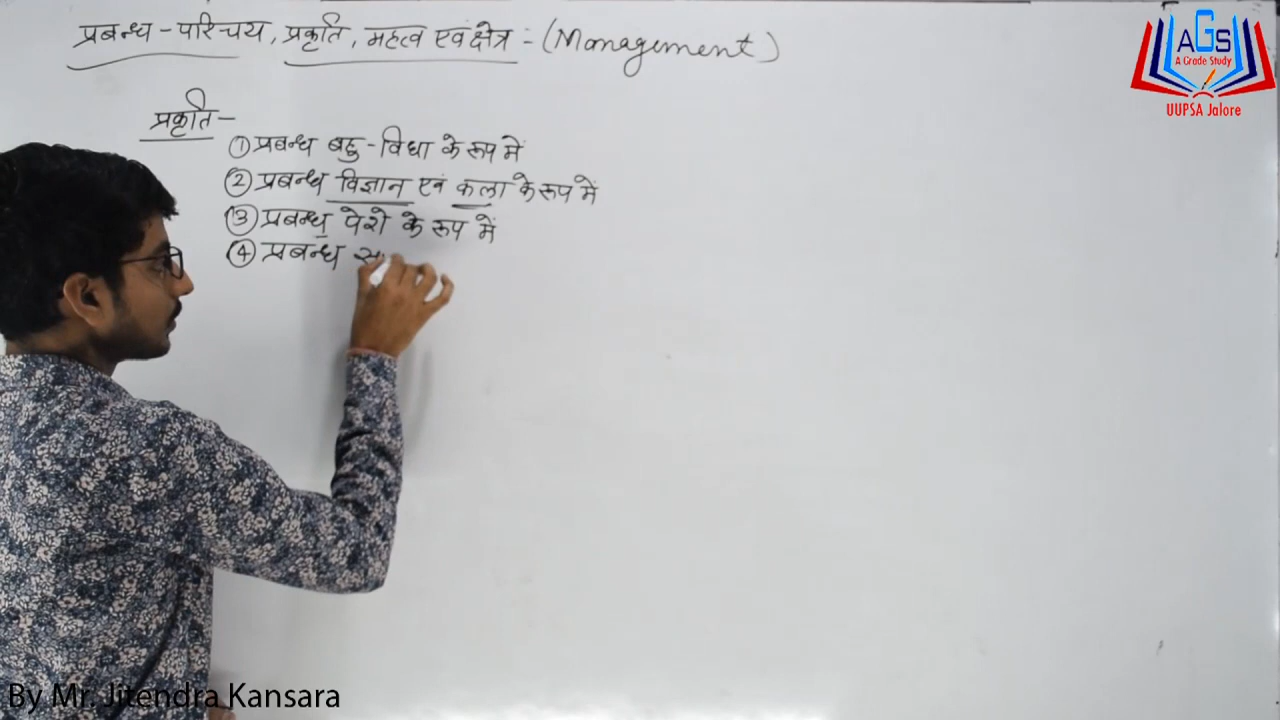 प्रबन्ध - परिचय, प्रकृति, महत्व एवं क्षेत्र :- (Management)
AGS
A Grade Study
UUPSA Jalore
प्रकृति -
① प्रबन्ध बहु - विधा के रूप में
② प्रबन्ध विज्ञान एवं कला के रूप में
③ प्रबन्ध पेशे के रूप में
④ प्रबन्ध
By Mr. Jitendra Kansara